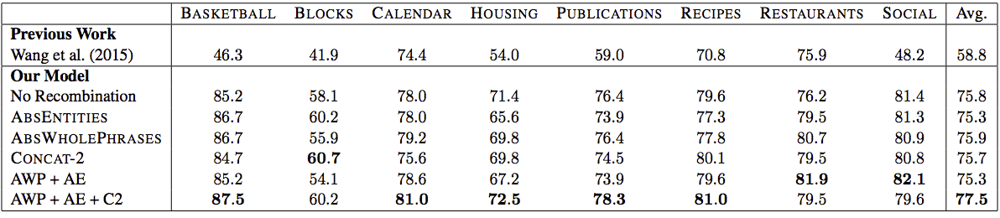 BASKETBALL BLOCKS CALENDAR HOUSING PUBLICATIONS RECIPES RESTAURANTS SOCIAL Avg.
Previous Work
Wang et al. (2015) 46.3 41.9 74.4 54.0 59.0 70.8 75.9 48.2 58.8
Our Model
No Recombination 85.2 58.1 78.0 71.4 76.4 79.6 76.2 81.4 75.8
ABSENTITIES 86.7 60.2 78.0 65.6 73.9 77.3 79.5 81.3 75.3
ABSWHOLEPHRASES 86.7 55.9 79.2 69.8 76.4 77.8 80.7 80.9 75.9
CONCAT-2 84.7 60.7 75.6 69.8 74.5 80.1 79.5 80.8 75.7
AWP + AE 85.2 54.1 78.6 67.2 73.9 79.6 81.9 82.1 75.3
AWP + AE + C2 87.5 60.2 81.0 72.5 78.3 81.0 79.5 79.6 77.5